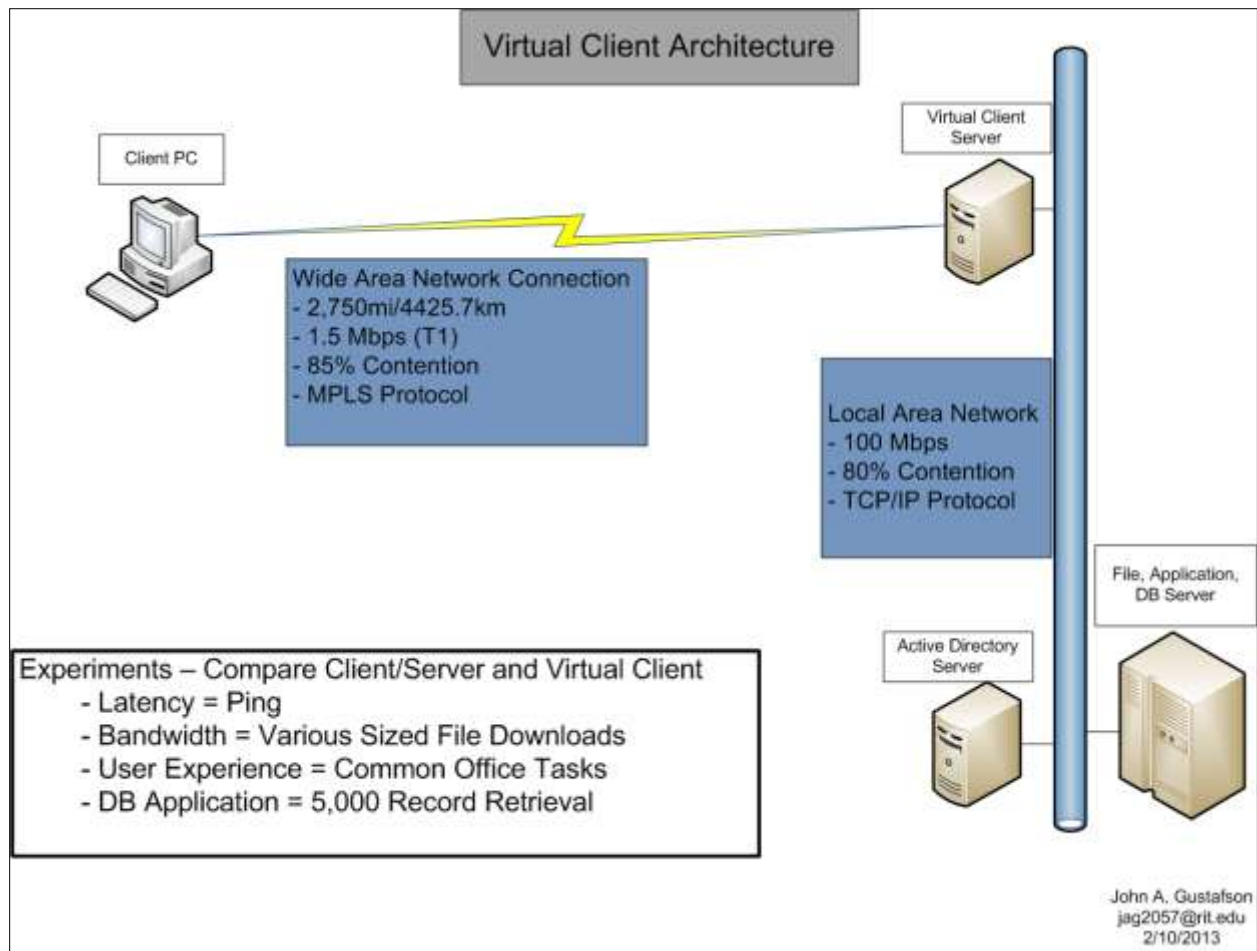 Virtual Client Architecture
Client PC
Virtual Client
Server
Wide Area Network Connection
- 2,750mi/4425.7km
- 1.5 Mbps (T1)
- 85% Contention
- MPLS Protocol
Local Area Network
- 100 Mbps
- 80% Contention
- TCP/IP Protocol
File, Application,
DB Server
Active Directory
Server
Experiments – Compare Client/Server and Virtual Client
- Latency = Ping
- Bandwidth = Various Sized File Downloads
- User Experience = Common Office Tasks
- DB Application = 5,000 Record Retrieval
John A. Gustafson
jag2057@rit.edu
2/10/2013